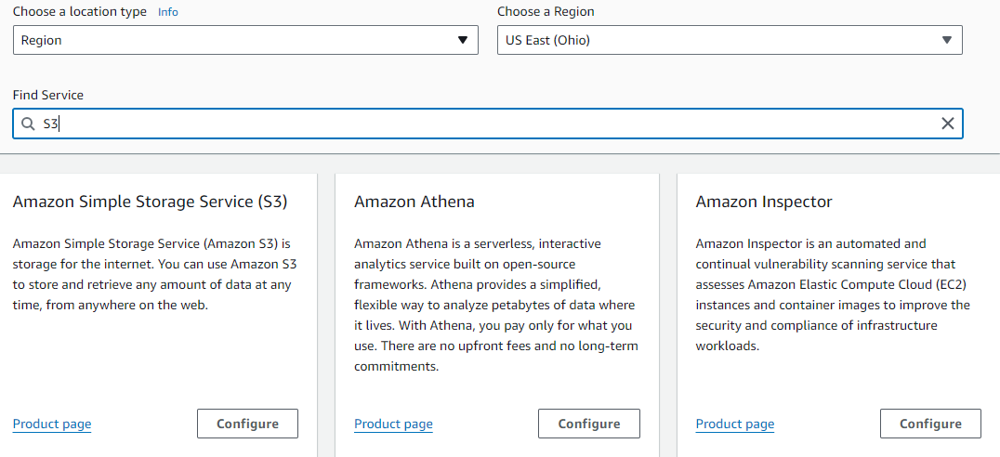 Choose a location type Info
Choose a Region
Region
US East (Ohio)
Find Service
S3
Amazon Simple Storage Service (S3)
Amazon Simple Storage Service (Amazon S3) is
storage for the internet. You can use Amazon S3
to store and retrieve any amount of data at any
time, from anywhere on the web.
Product page
Configure
Amazon Athena
Amazon Athena is a serverless, interactive
analytics service built on open-source
frameworks. Athena provides a simplified,
flexible way to analyze petabytes of data where
it lives. With Athena, you pay only for what you
use. There are no upfront fees and no long-term
commitments.
Product page
Configure
Amazon Inspector
Amazon Inspector is an automated and
continual vulnerability scanning service that
assesses Amazon Elastic Compute Cloud (EC2)
instances and container images to improve the
security and compliance of infrastructure
workloads.
Product page
Configure